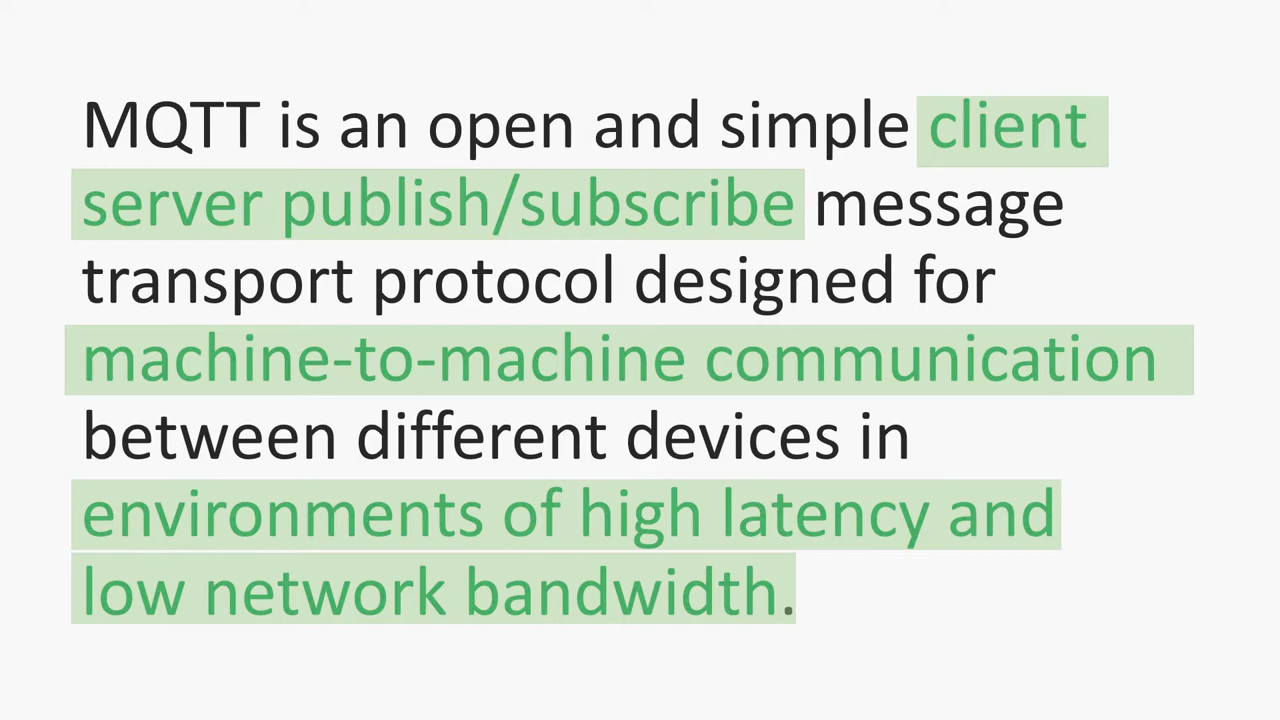 MQTT is an open and simple client
server publish/subscribe message
transport protocol designed for
machine-to-machine communication
between different devices in
environments of high latency and
low network bandwidth.